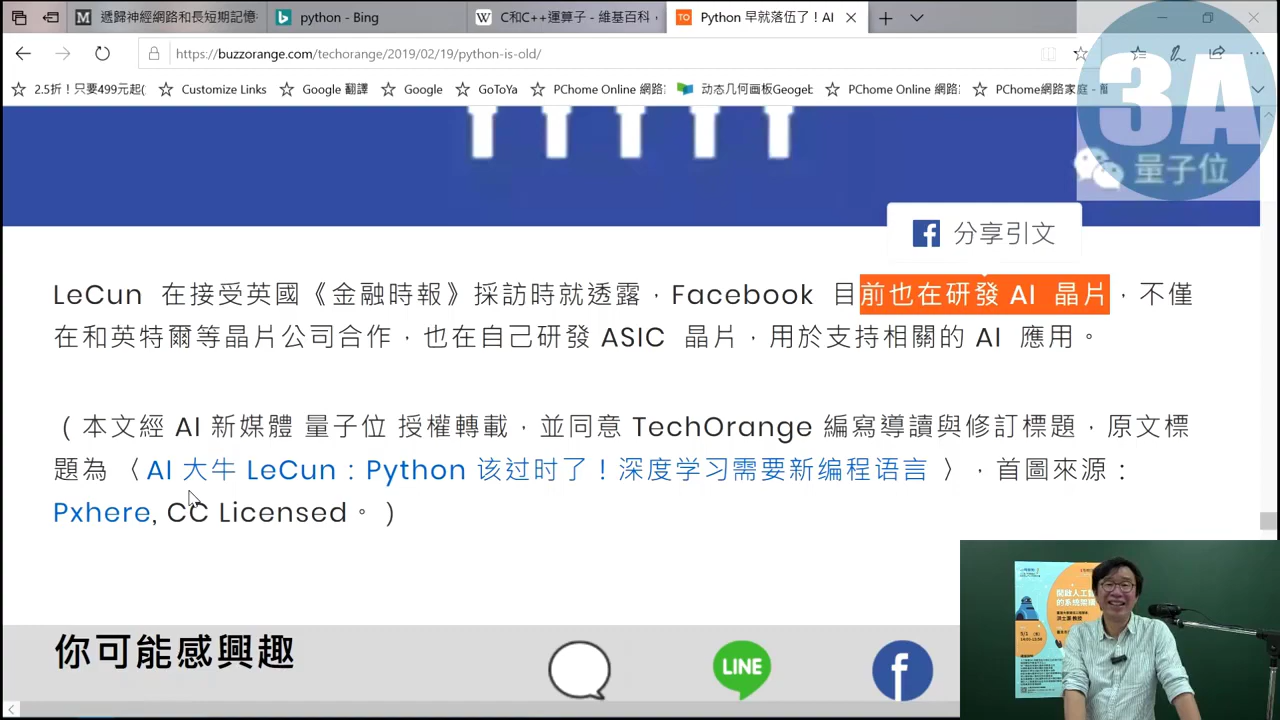 遞歸神經網路和長短期記憶
python - Bing
C和C++運算子 - 維基百科，
Python 早就落伍了！AI
https://buzzorange.com/techorange/2019/02/19/python-is-old/
2.5折！只要499元起(
Customize Links
Google 翻譯
Google
GoToYa
PChome Online 網路
动态几何画板Geogeb
PChome Online 網路
PChome網路家庭 -
3A
量子位
分享引文
LeCun 在接受英國《金融時報》採訪時就透露，Facebook 目前也在研發 AI 晶片，不僅
在和英特爾等晶片公司合作，也在自己研發 ASIC 晶片，用於支持相關的 AI 應用。
（本文經 AI 新媒體 量子位 授權轉載，並同意 TechOrange 編寫導讀與修訂標題，原文標
題為〈AI 大牛 LeCun：Python 该过时了！深度学习需要新编程语言 〉，首圖來源：
Pxhere, CC Licensed。）
你可能感興趣
LINE
開啟人工智
的系統架構